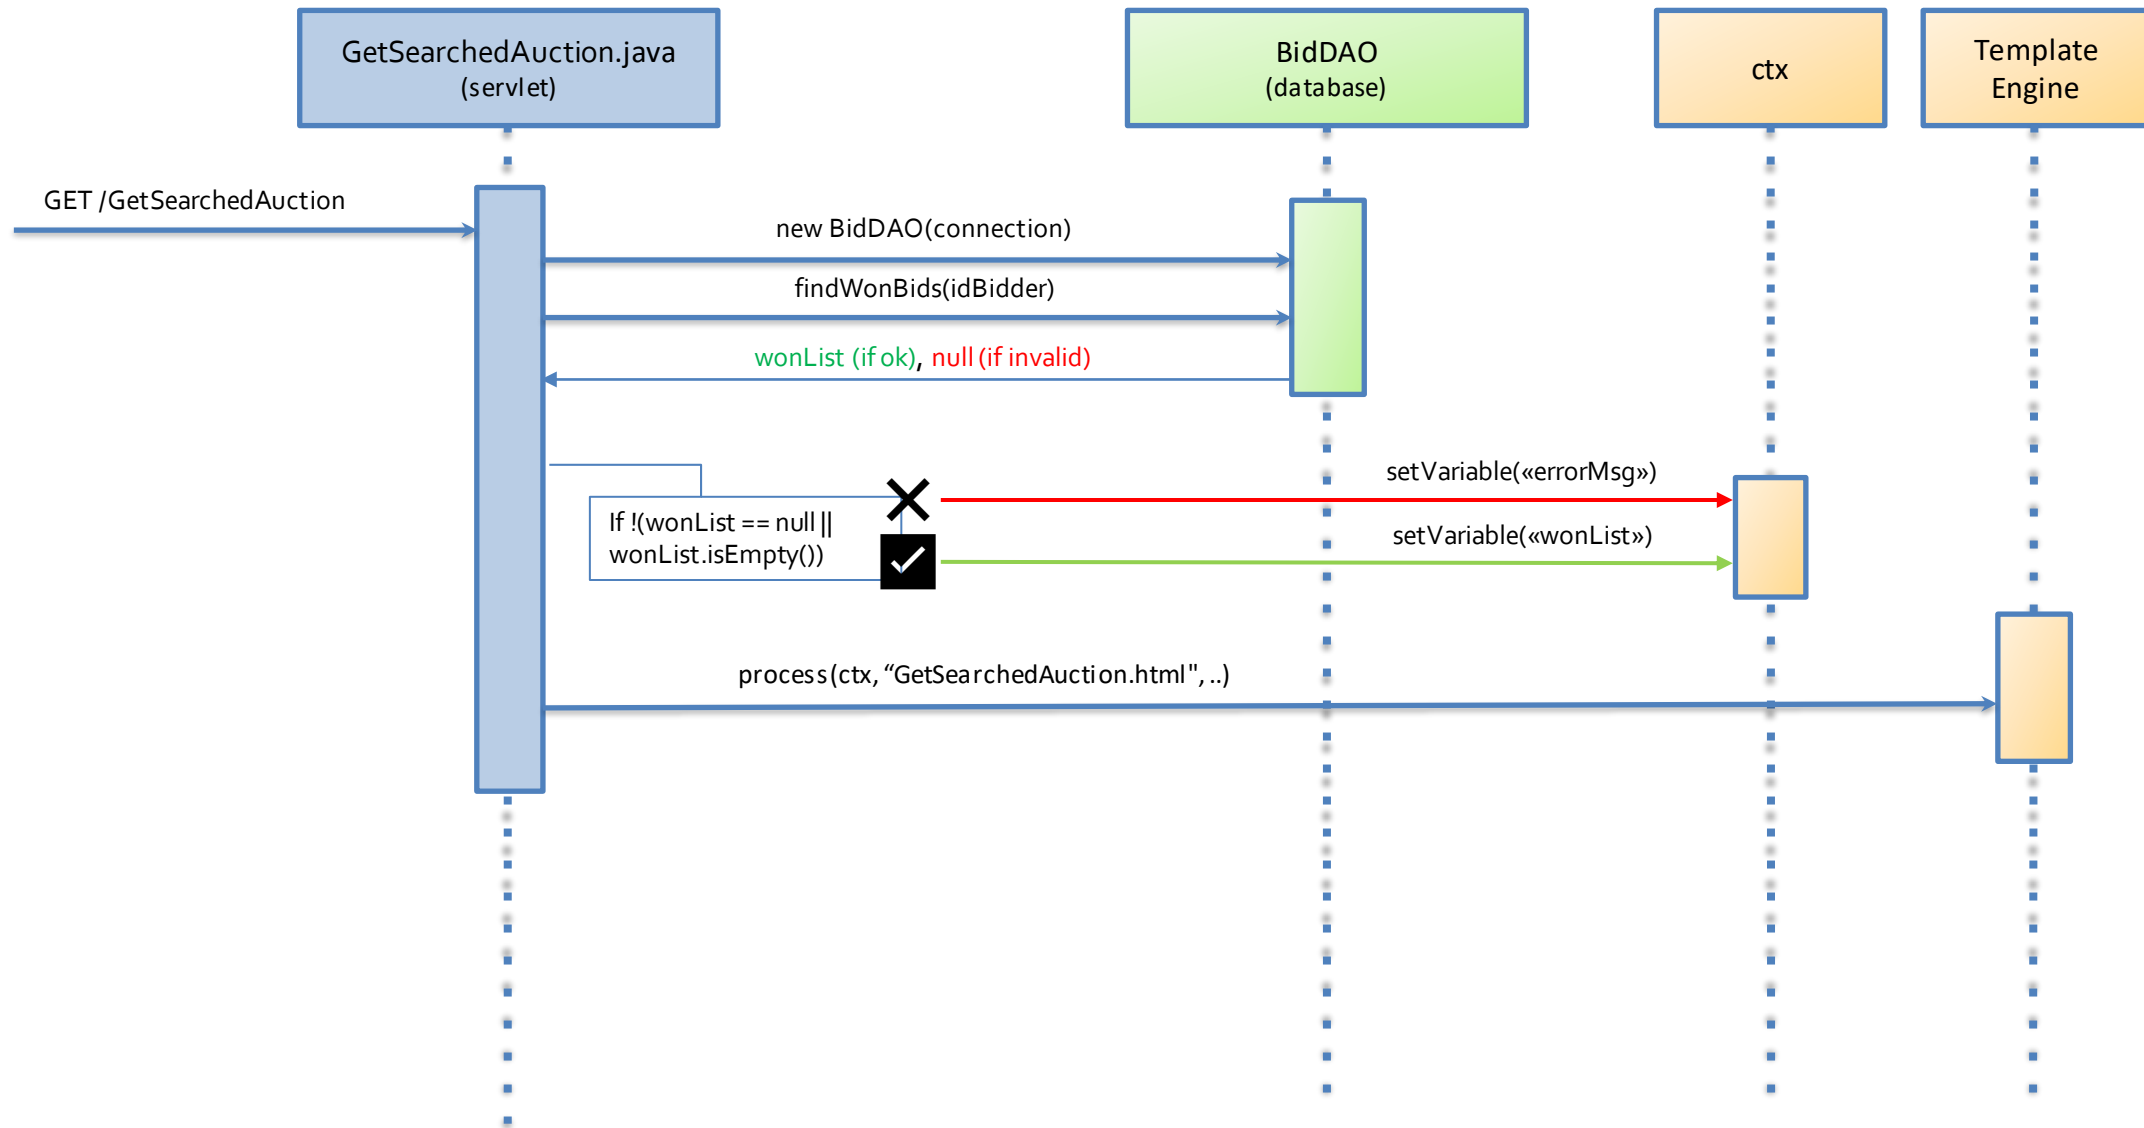 GetSearchedAuction.java
(servlet)
BidDAO
(database)
ctx
Template
Engine
GET /GetSearchedAuction
new BidDAO(connection)
findWonBids(idBidder)
wonList (if ok), null (if invalid)
setVariable(«errorMsg»)
If !(wonList == null ||
wonList.isEmpty())
setVariable(«wonList»)
process(ctx, “GetSearchedAuction.html", ..)